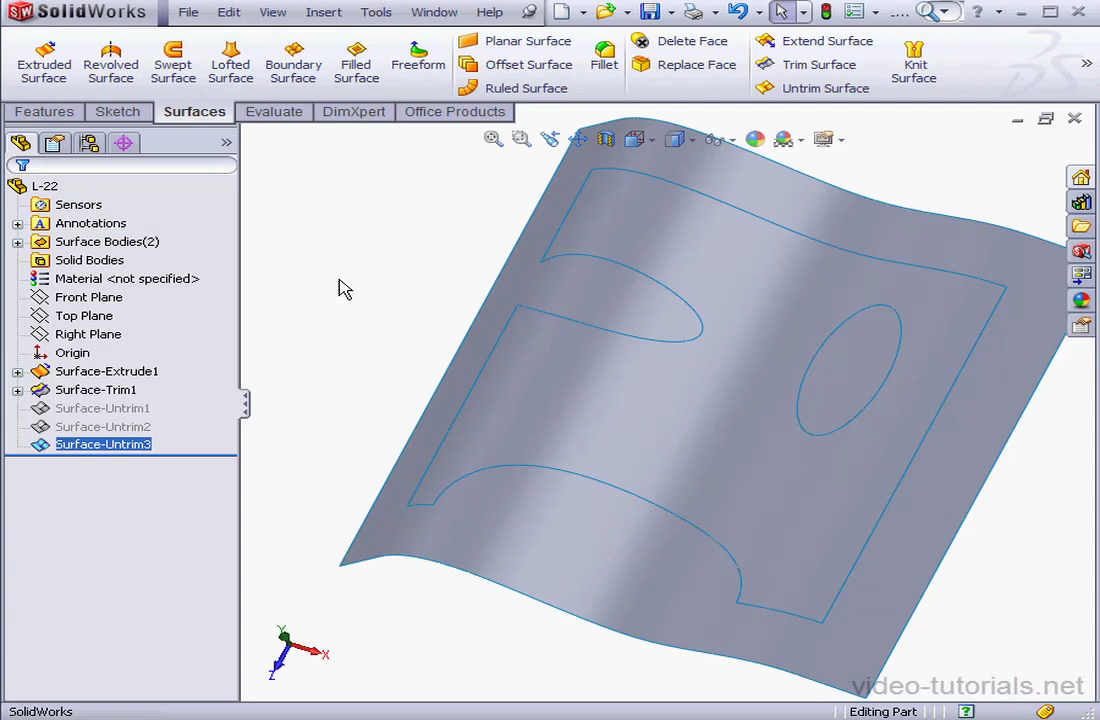 SW SolidWorks File Edit View Insert Tools Window Help
Extruded Surface
Revolved Surface
Swept Surface
Lofted Surface
Boundary Surface
Filled Surface
Freeform
Planar Surface
Offset Surface
Ruled Surface
Fillet
Delete Face
Replace Face
Extend Surface
Trim Surface
Untrim Surface
Knit Surface
Features Sketch Surfaces Evaluate DimXpert Office Products
L-22
Sensors
A Annotations
Surface Bodies(2)
Solid Bodies
Material <not specified>
Front Plane
Top Plane
Right Plane
Origin
Surface-Extrude1
Surface-Trim1
Surface-Untrim1
Surface-Untrim2
Surface-Untrim3
Y
X
Z
video-tutorials.net
SolidWorks Editing Part